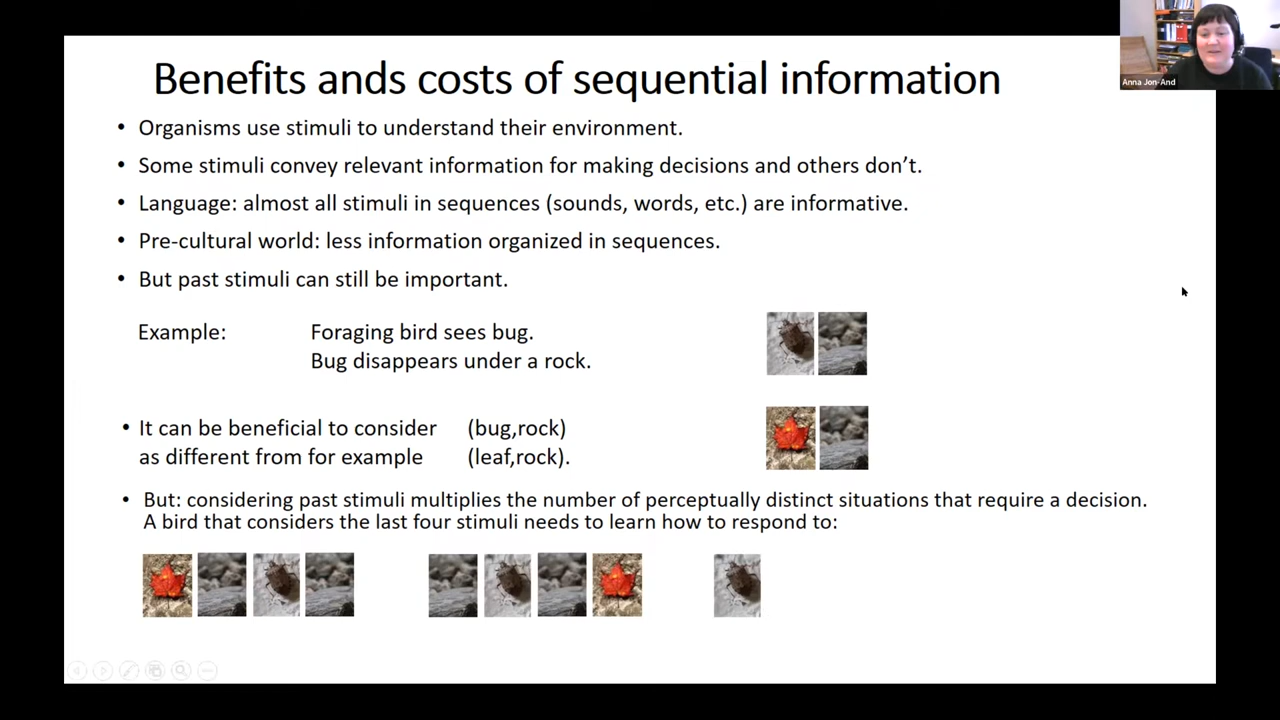 Benefits ands costs of sequential information
Anna Jon-And
• Organisms use stimuli to understand their environment.
• Some stimuli convey relevant information for making decisions and others don't.
• Language: almost all stimuli in sequences (sounds, words, etc.) are informative.
• Pre-cultural world: less information organized in sequences.
• But past stimuli can still be important.
Example: Foraging bird sees bug.
Bug disappears under a rock.
• It can be beneficial to consider (bug,rock)
as different from for example (leaf,rock).
• But: considering past stimuli multiplies the number of perceptually distinct situations that require a decision.
A bird that considers the last four stimuli needs to learn how to respond to: